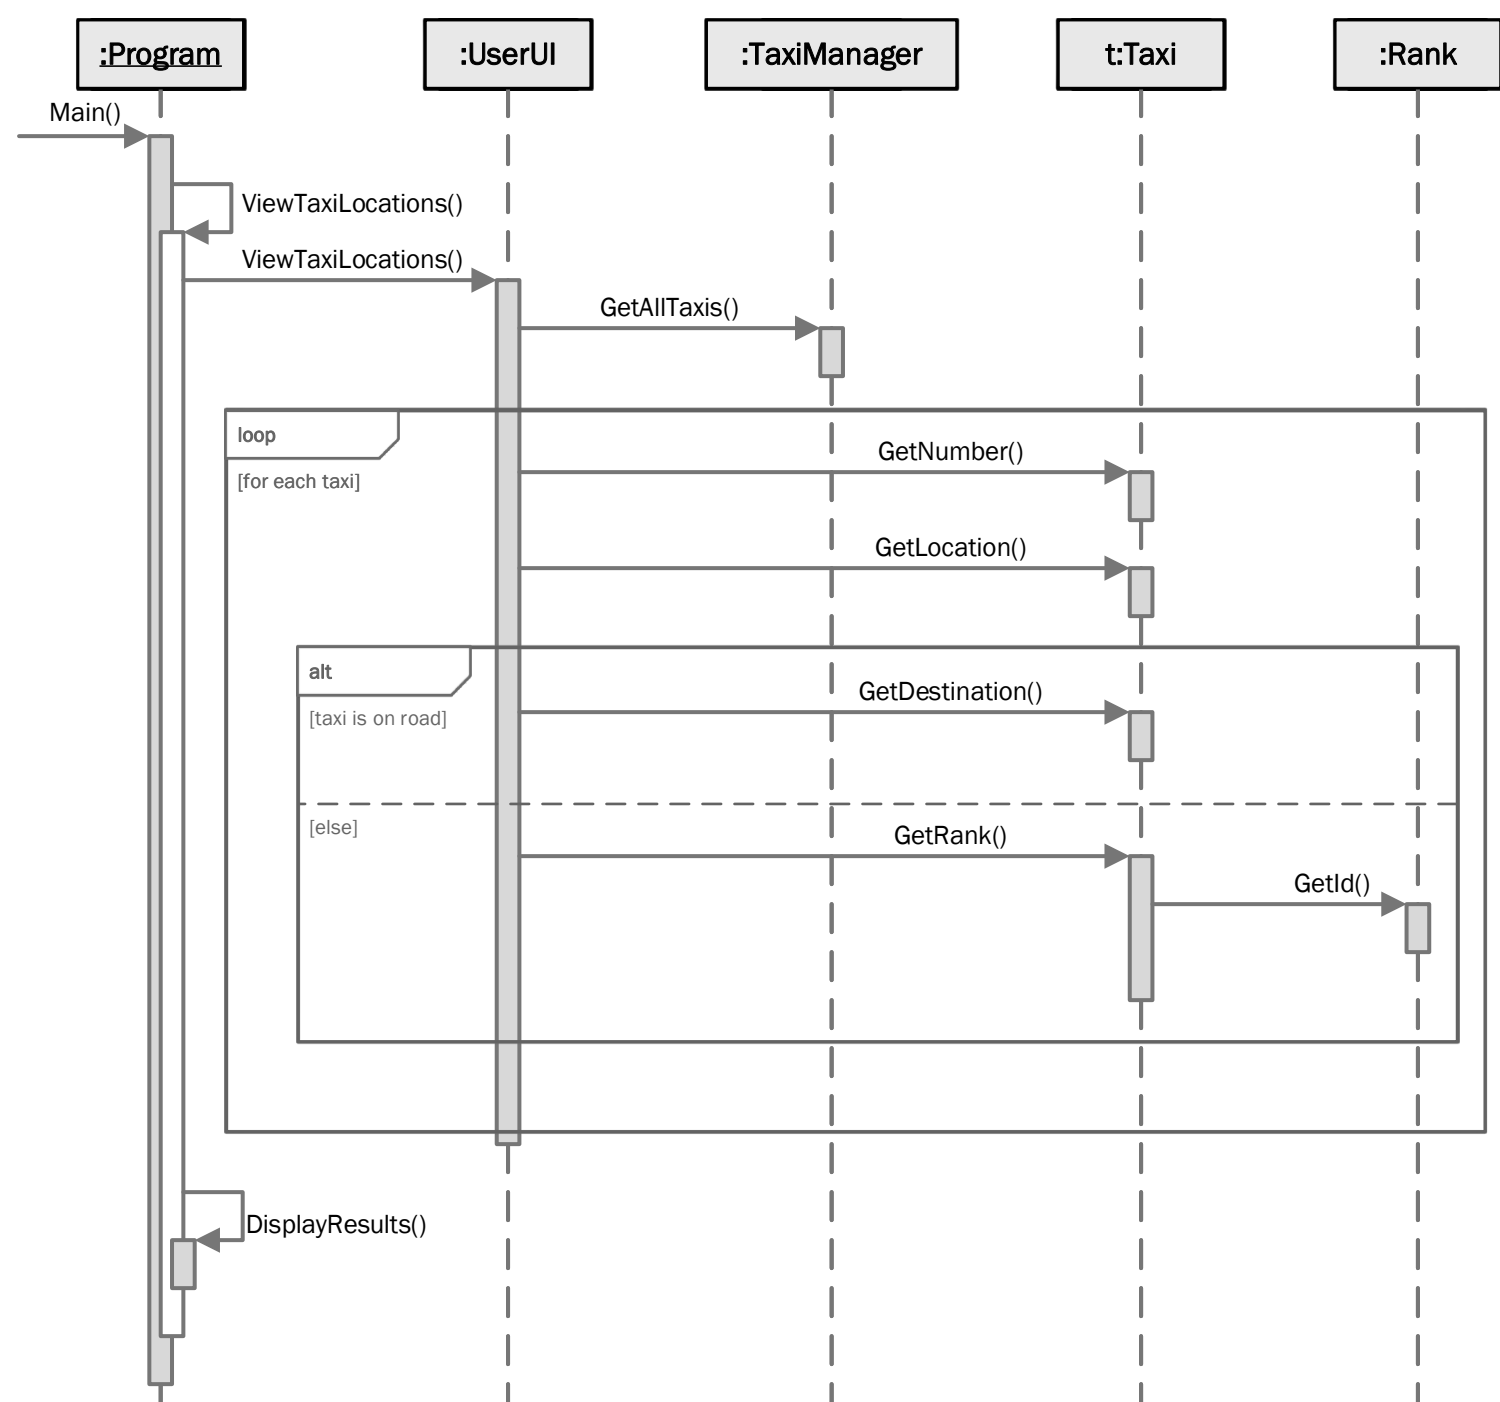 :Program
:UserUI
:TaxiManager
t:Taxi
:Rank
Main()
ViewTaxiLocations()
ViewTaxiLocations()
GetAllTaxis()
loop
[for each taxi]
GetNumber()
GetLocation()
alt
[taxi is on road]
GetDestination()
[else]
GetRank()
GetId()
DisplayResults()